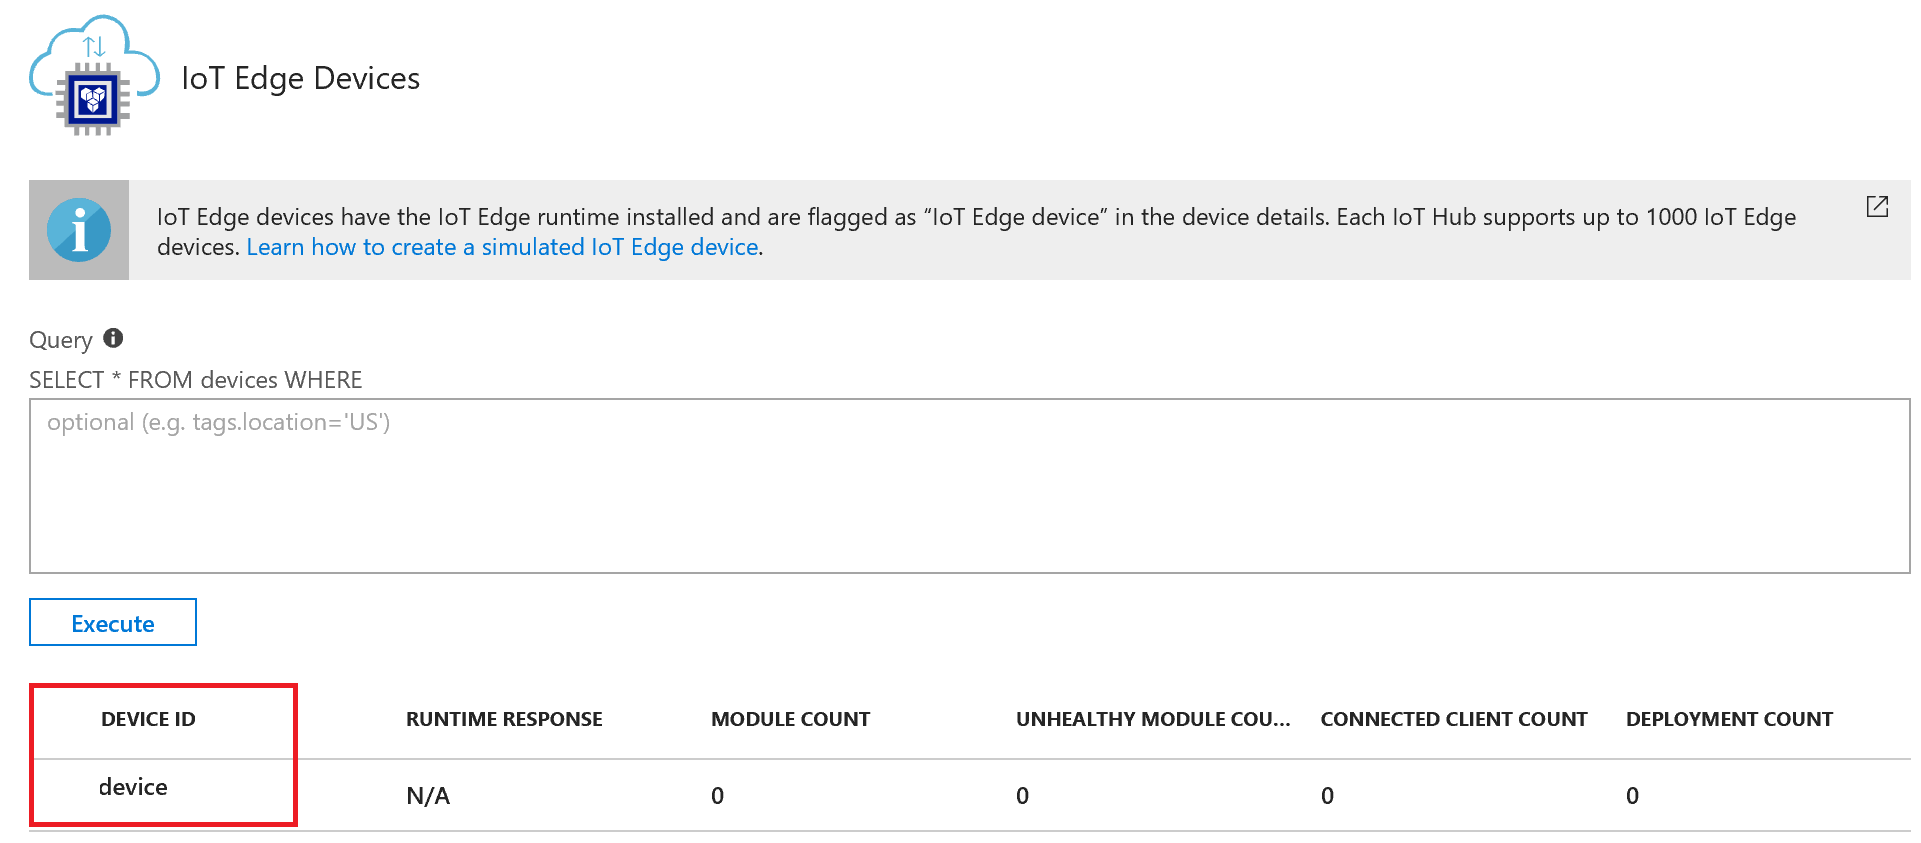 IoT Edge Devices
IoT Edge devices have the IoT Edge runtime installed and are flagged as “IoT Edge device” in the device details. Each IoT Hub supports up to 1000 IoT Edge
devices. Learn how to create a simulated IoT Edge device.
Query
SELECT * FROM devices WHERE
optional (e.g. tags.location='US')
Execute
DEVICE ID RUNTIME RESPONSE MODULE COUNT UNHEALTHY MODULE COU... CONNECTED CLIENT COUNT DEPLOYMENT COUNT
device N/A 0 0 0 0